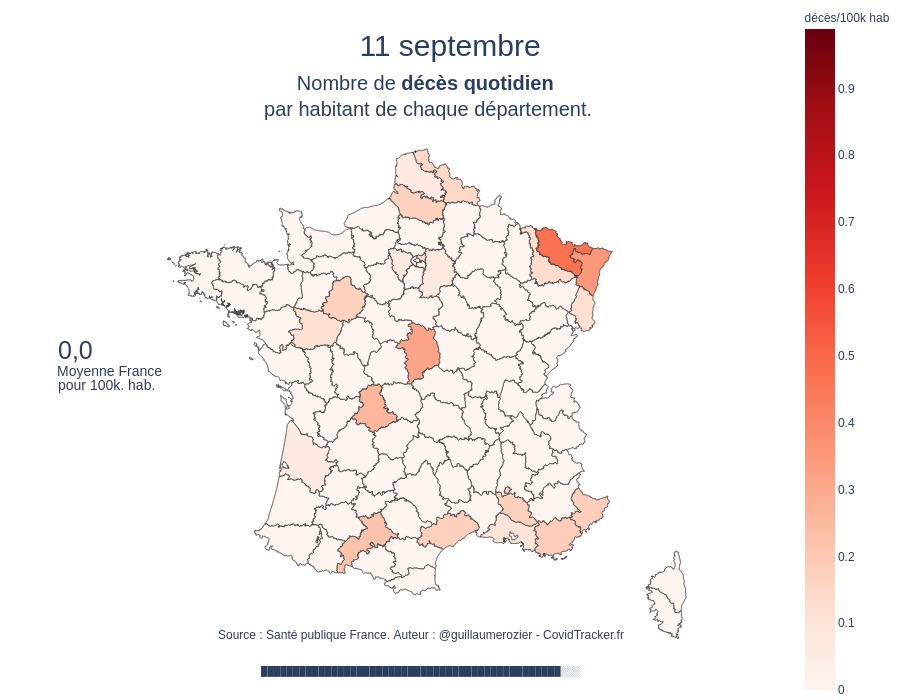 décès/100k hab
11 septembre
Nombre de décès quotidien
par habitant de chaque département.
0.9
0.8
0.7
0.6
0.5
0.4
0.3
0.2
0.1
0
0,0
Moyenne France
pour 100k. hab.
Source : Santé publique France. Auteur : @guillaumerozier - CovidTracker.fr